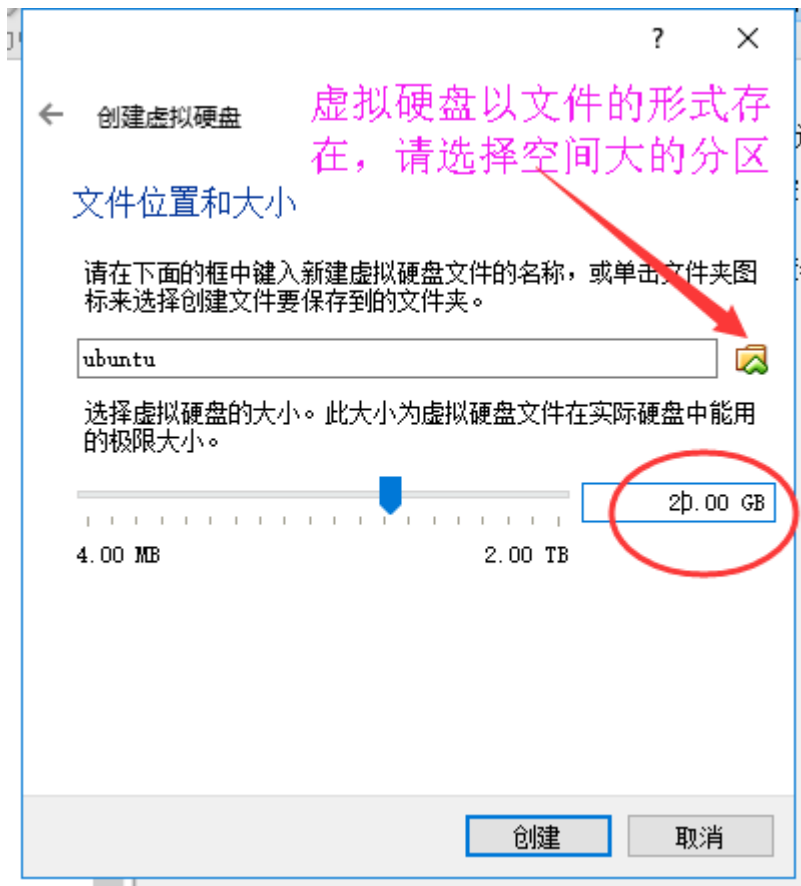 ?
创建虚拟硬盘
虚拟硬盘以文件的形式存
在，请选择空间大的分区
文件位置和大小
请在下面的框中键入新建虚拟硬盘文件的名称，或单击文件夹图
标来选择创建文件要保存到的文件夹。
ubuntu
选择虚拟硬盘的大小。此大小为虚拟硬盘文件在实际硬盘中能用
的极限大小。
20.00 GB
4.00 MB
2.00 TB
创建
取消